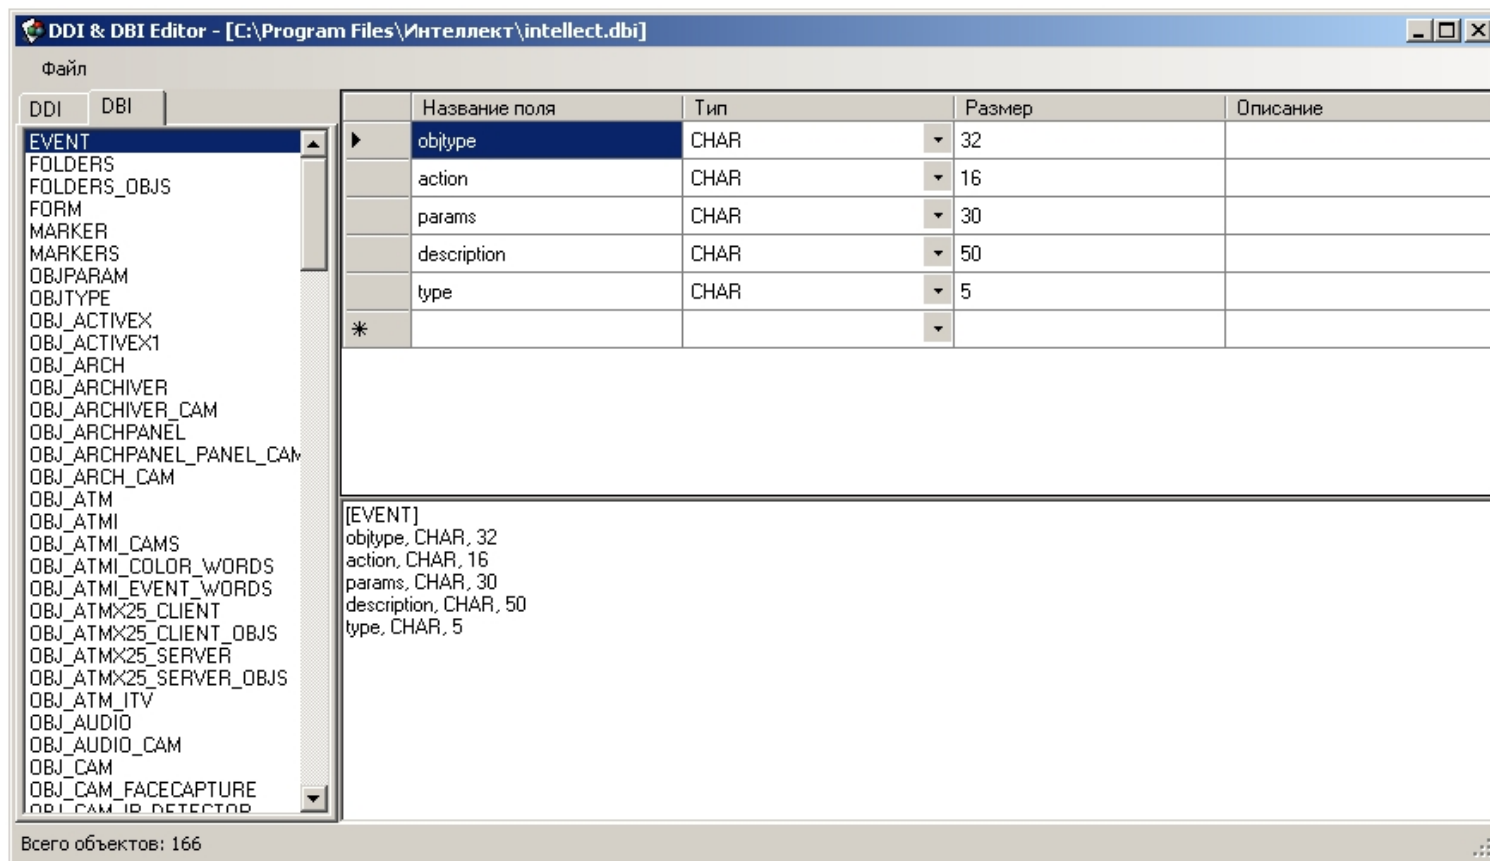 DDI & DBI Editor - [C:\Program Files\Интеллект\intellect.dbi]
Файл
DDI DBI
EVENT
FOLDERS
FOLDERS_OBJS
FORM
MARKER
MARKERS
OBJPARAM
OBJTYPE
OBJ_ACTIVEX
OBJ_ACTIVEX1
OBJ_ARCH
OBJ_ARCHIVER
OBJ_ARCHIVER_CAM
OBJ_ARCHPANEL
OBJ_ARCHPANEL_PANEL_CAM
OBJ_ARCH_CAM
OBJ_ATM
OBJ_ATMI
OBJ_ATMI_CAMS
OBJ_ATMI_COLOR_WORDS
OBJ_ATMI_EVENT_WORDS
OBJ_ATMX25_CLIENT
OBJ_ATMX25_CLIENT_OBJS
OBJ_ATMX25_SERVER
OBJ_ATMX25_SERVER_OBJS
OBJ_ATM_ITV
OBJ_AUDIO
OBJ_AUDIO_CAM
OBJ_CAM
OBJ_CAM_FACECAPTURE
OBJ_CAM_IR_DETECTOR
Название поля Тип Размер Описание
objtype CHAR 32
action CHAR 16
params CHAR 30
description CHAR 50
type CHAR 5
[EVENT]
objtype, CHAR, 32
action, CHAR, 16
params, CHAR, 30
description, CHAR, 50
type, CHAR, 5
Всего объектов: 166